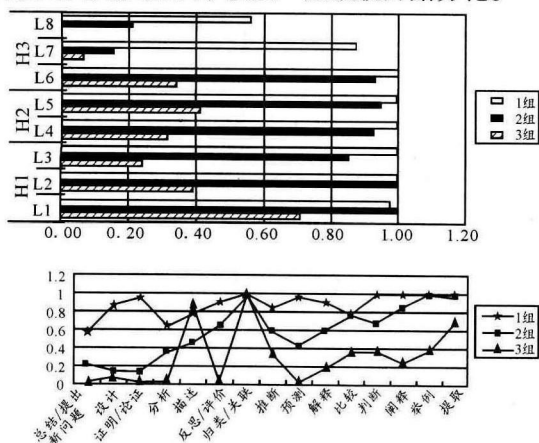 L8
H3
L7
L6
L5
H2
L4
L3
H1
L2
L1
0.00 0.20 0.40 0.60 0.80 1.00 1.20
1组
2组
3组
1.2
1
0.8
0.6
0.4
0.2
0
总结/提出
新问题
设计
证明/论证
分析
描述
反思/评价
归类/关联
推断
预测
解释
比较
判断
阐释
举例
提取
1组
2组
3组